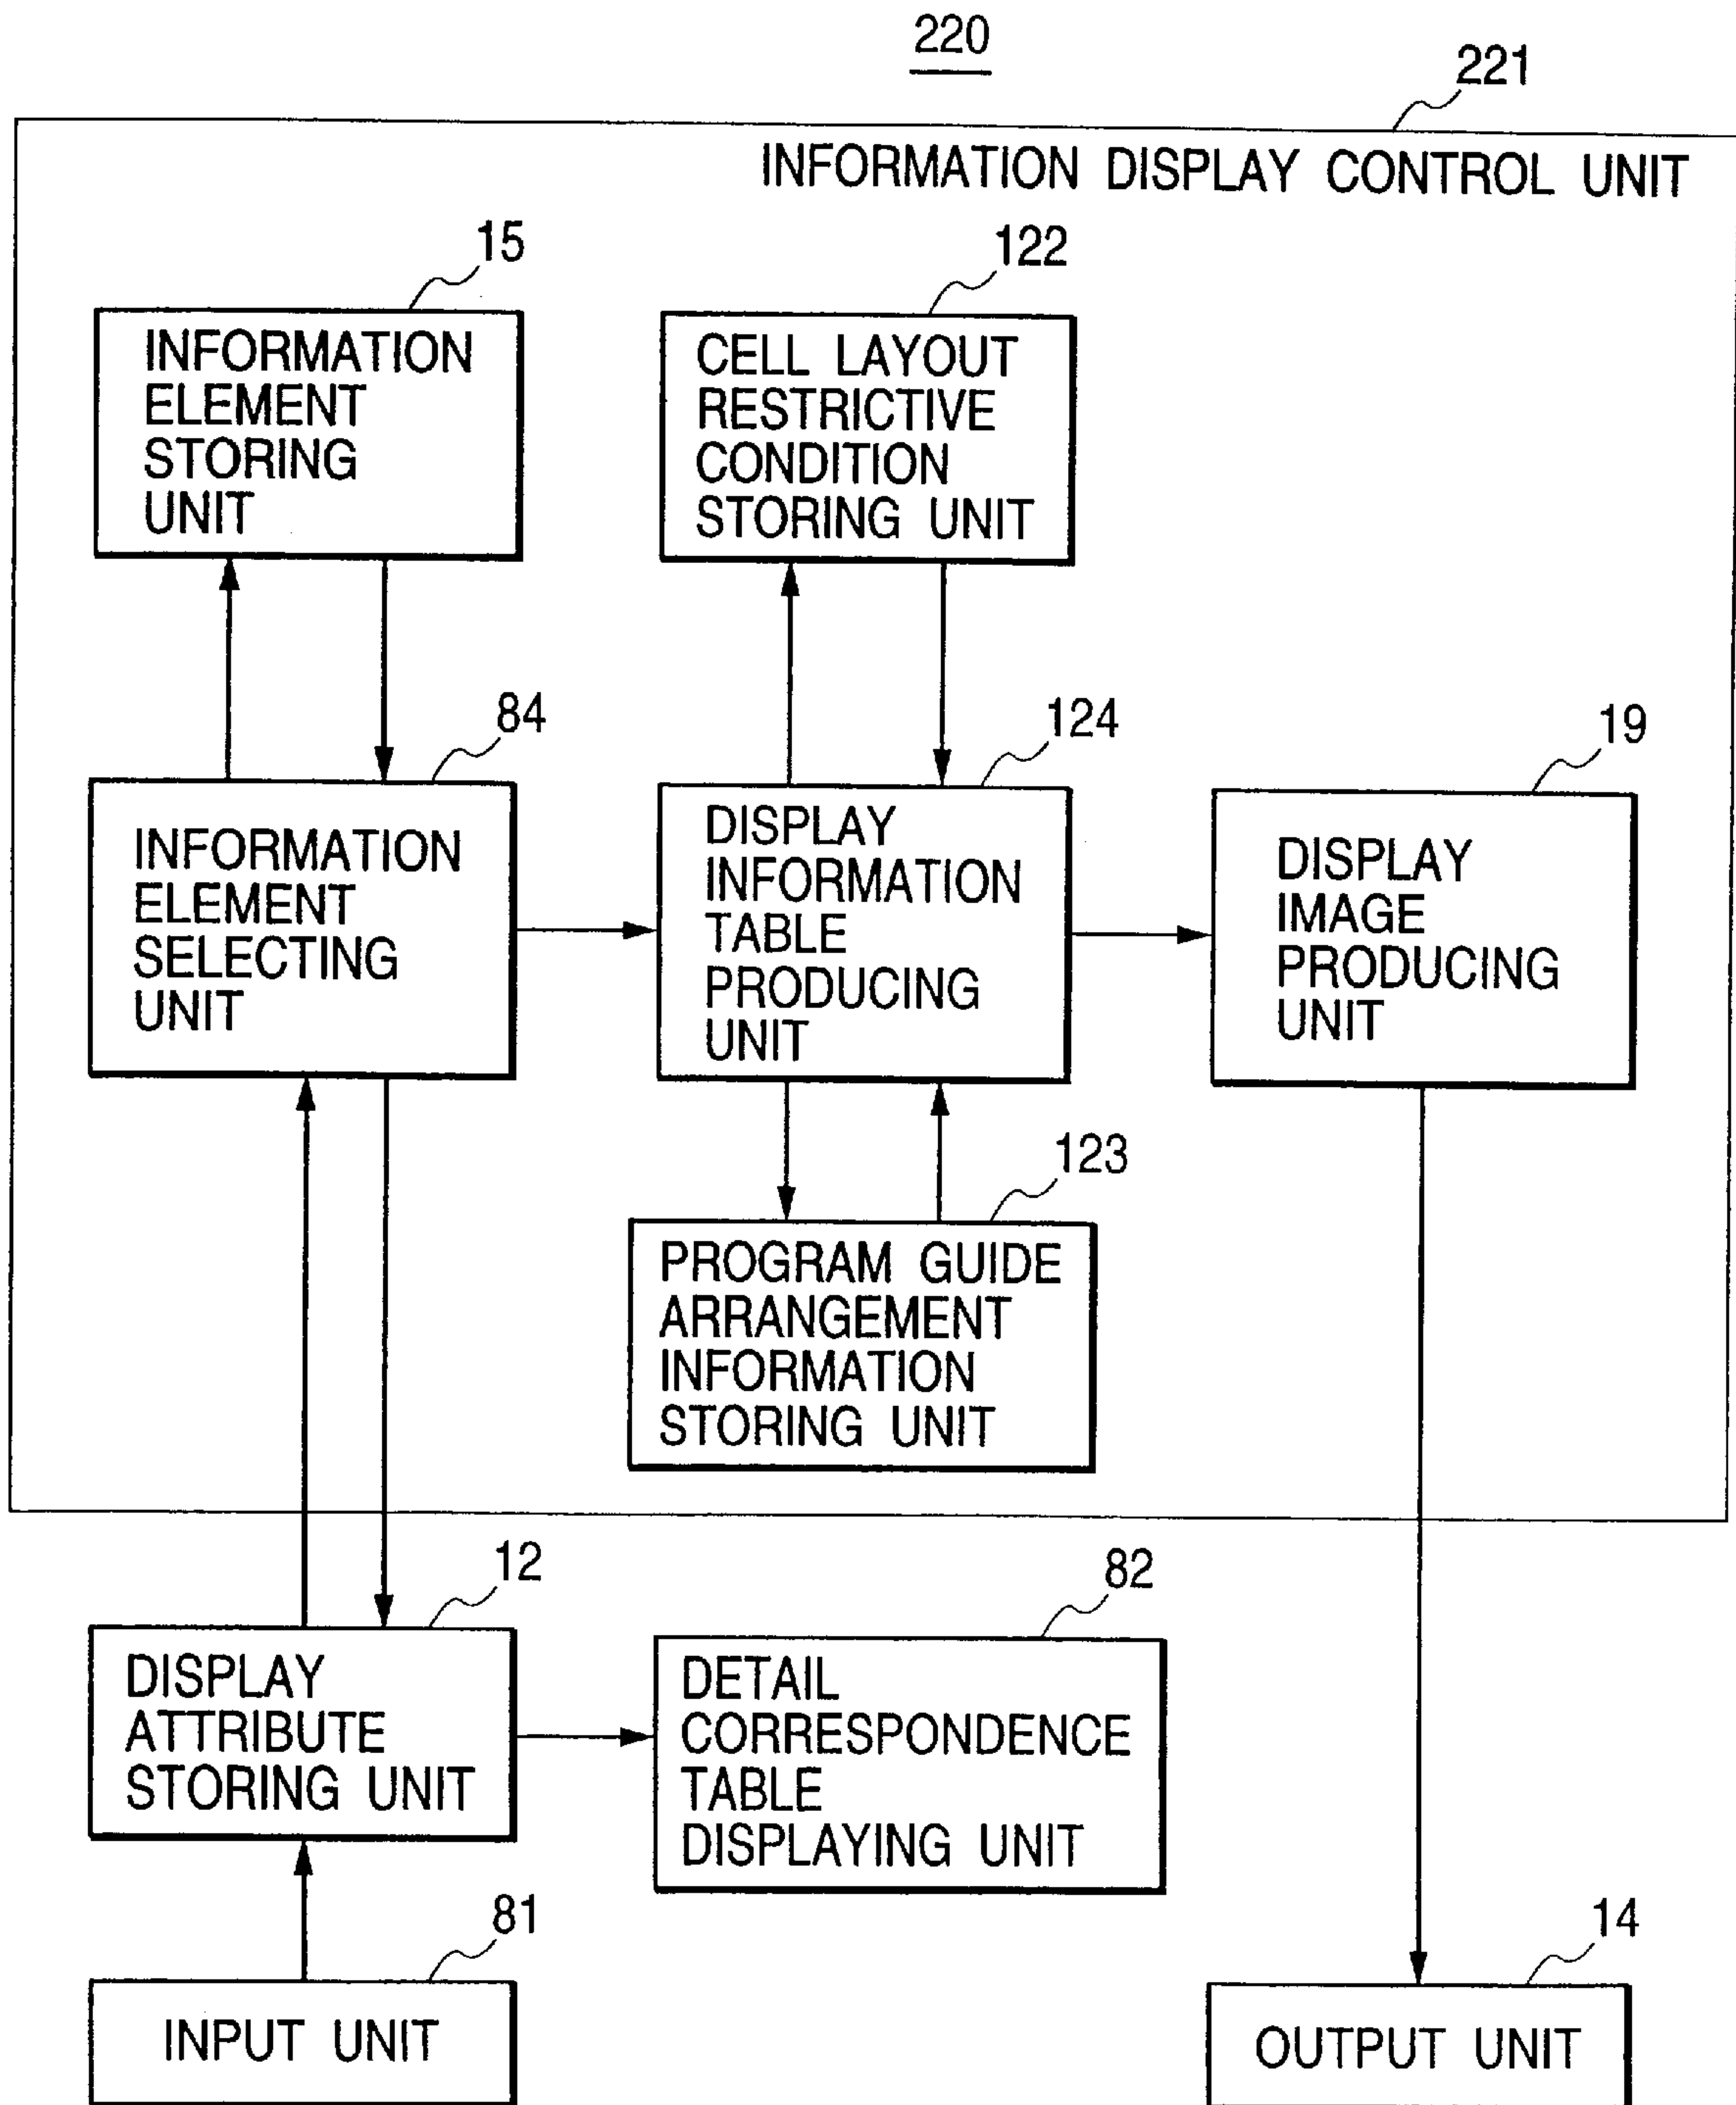 220
221
INFORMATION DISPLAY CONTROL UNIT
15
INFORMATION
ELEMENT
STORING
UNIT
122
CELL LAYOUT
RESTRICTIVE
CONDITION
STORING UNIT
84
INFORMATION
ELEMENT
SELECTING
UNIT
124
DISPLAY
INFORMATION
TABLE
PRODUCING
UNIT
19
DISPLAY
IMAGE
PRODUCING
UNIT
123
PROGRAM GUIDE
ARRANGEMENT
INFORMATION
STORING UNIT
12
DISPLAY
ATTRIBUTE
STORING UNIT
82
DETAIL
CORRESPONDENCE
TABLE
DISPLAYING UNIT
81
INPUT UNIT
14
OUTPUT UNIT